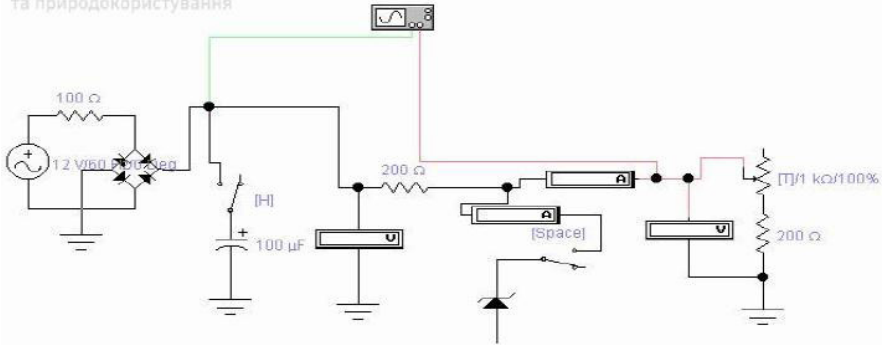 та природокористування
100 Ω
12 V/60
200 Ω
A
[T]/1 kΩ/100%
[H]
A
100 µF
V
[Space]
V
200 Ω